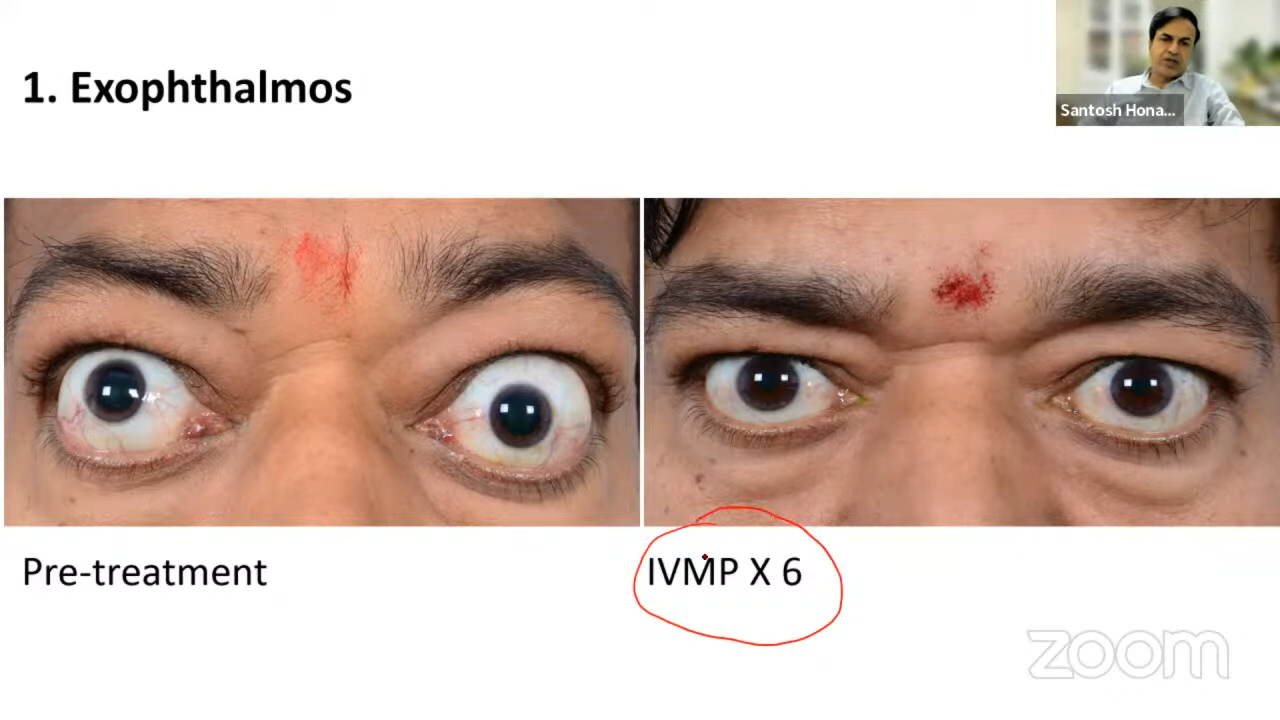 1. Exophthalmos
Santosh Hona...
Pre-treatment
IVMP X 6
zoom